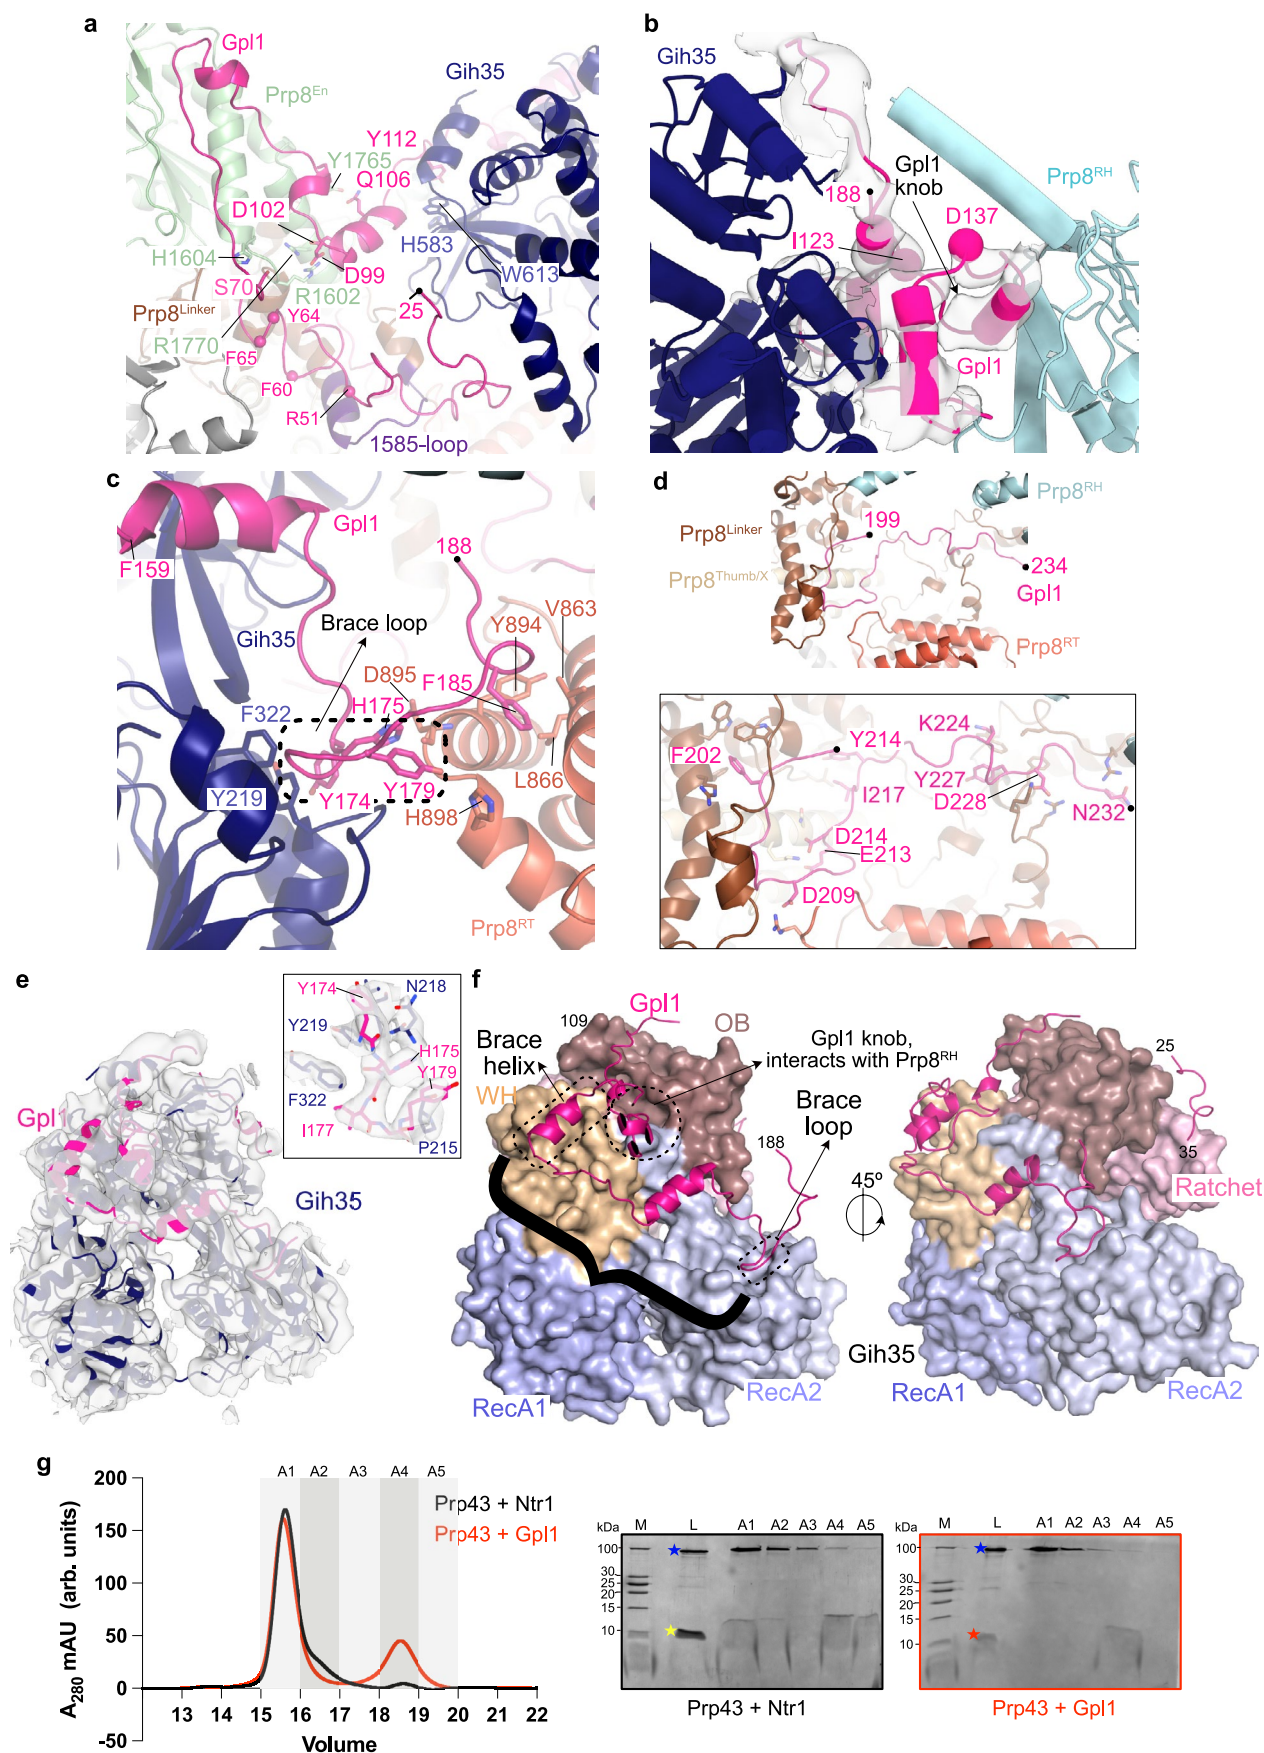 a
Gpl1
Prp8En
Gih35
Y112
Y1765
Q106
D102
H1604
D99
H583
W613
S70
R1602
25
Prp8Linker
Y64
R1770
F65
F60
R51
1585-loop
b
Gih35
Gpl1
knob
Prp8RH
188
D137
I123
Gpl1
c
Gpl1
188
F159
V863
Y894
Brace loop
Gih35
D895
F185
H175
F322
L866
Y219
Y174
Y179
H898
Prp8RT
d
Prp8RH
199
Prp8Linker
Prp8Thumb/X
234
Gpl1
Prp8RT
K224
Y214
F202
Y227
I217
D228
N232
D214
E213
D209
e
Y174
N218
Y219
H175
Y179
F322
I177
P215
Gpl1
Gih35
f
Gpl1
109
OB
Gpl1 knob,
interacts with Prp8RH
Brace
helix
WH
Brace
loop
188
45º
25
35
Ratchet
Gih35
RecA1
RecA2
RecA1
RecA2
g
A1 A2 A3 A4 A5
200
150
100
50
0
-50
A280 mAU (arb. units)
Prp43 + Ntr1
Prp43 + Gpl1
13 14 15 16 17 18 19 20 21 22
Volume
kDa M L A1 A2 A3 A4 A5
100
30
25
20
15
10
Prp43 + Ntr1
kDa M L A1 A2 A3 A4 A5
100
30
25
20
15
10
Prp43 + Gpl1